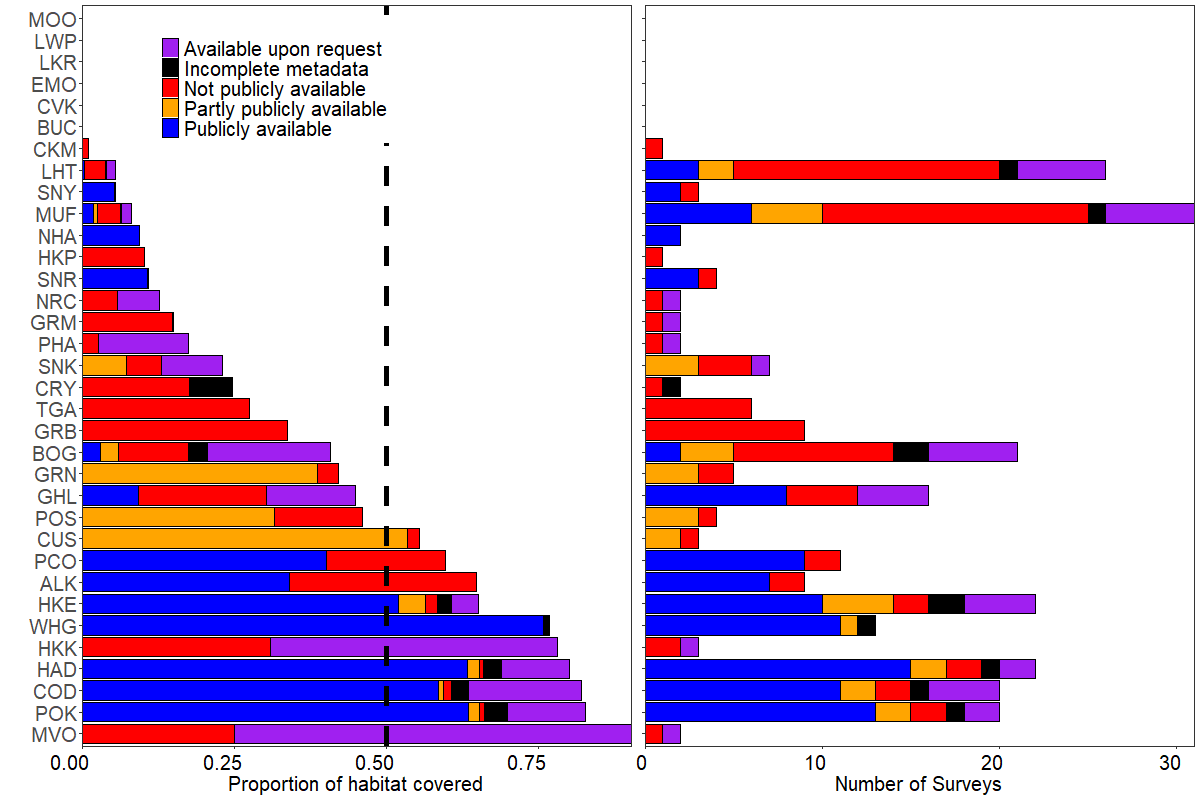 MOO
LWP
LKR
EMO
CVK
BUC
CKM
LHT
SNY
MUF
NHA
HKP
SNR
NRC
GRM
PHA
SNK
CRY
TGA
GRB
BOG
GRN
GHL
POS
CUS
PCO
ALK
HKE
WHG
HKK
HAD
COD
POK
MVO
Available upon request
Incomplete metadata
Not publicly available
Partly publicly available
Publicly available
0.00 0.25 0.50 0.75
Proportion of habitat covered
0 10 20 30
Number of Surveys